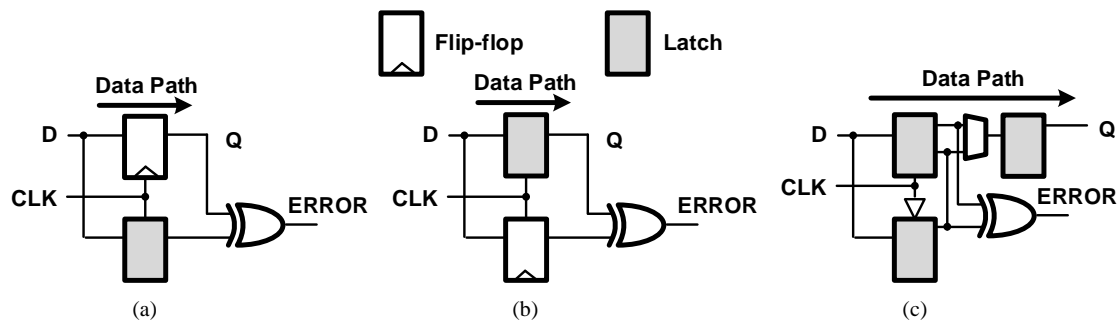 Flip-flop
Latch
Data Path
D
Q
CLK
ERROR
(a)
Data Path
D
Q
CLK
ERROR
(b)
Data Path
D
Q
CLK
ERROR
(c)